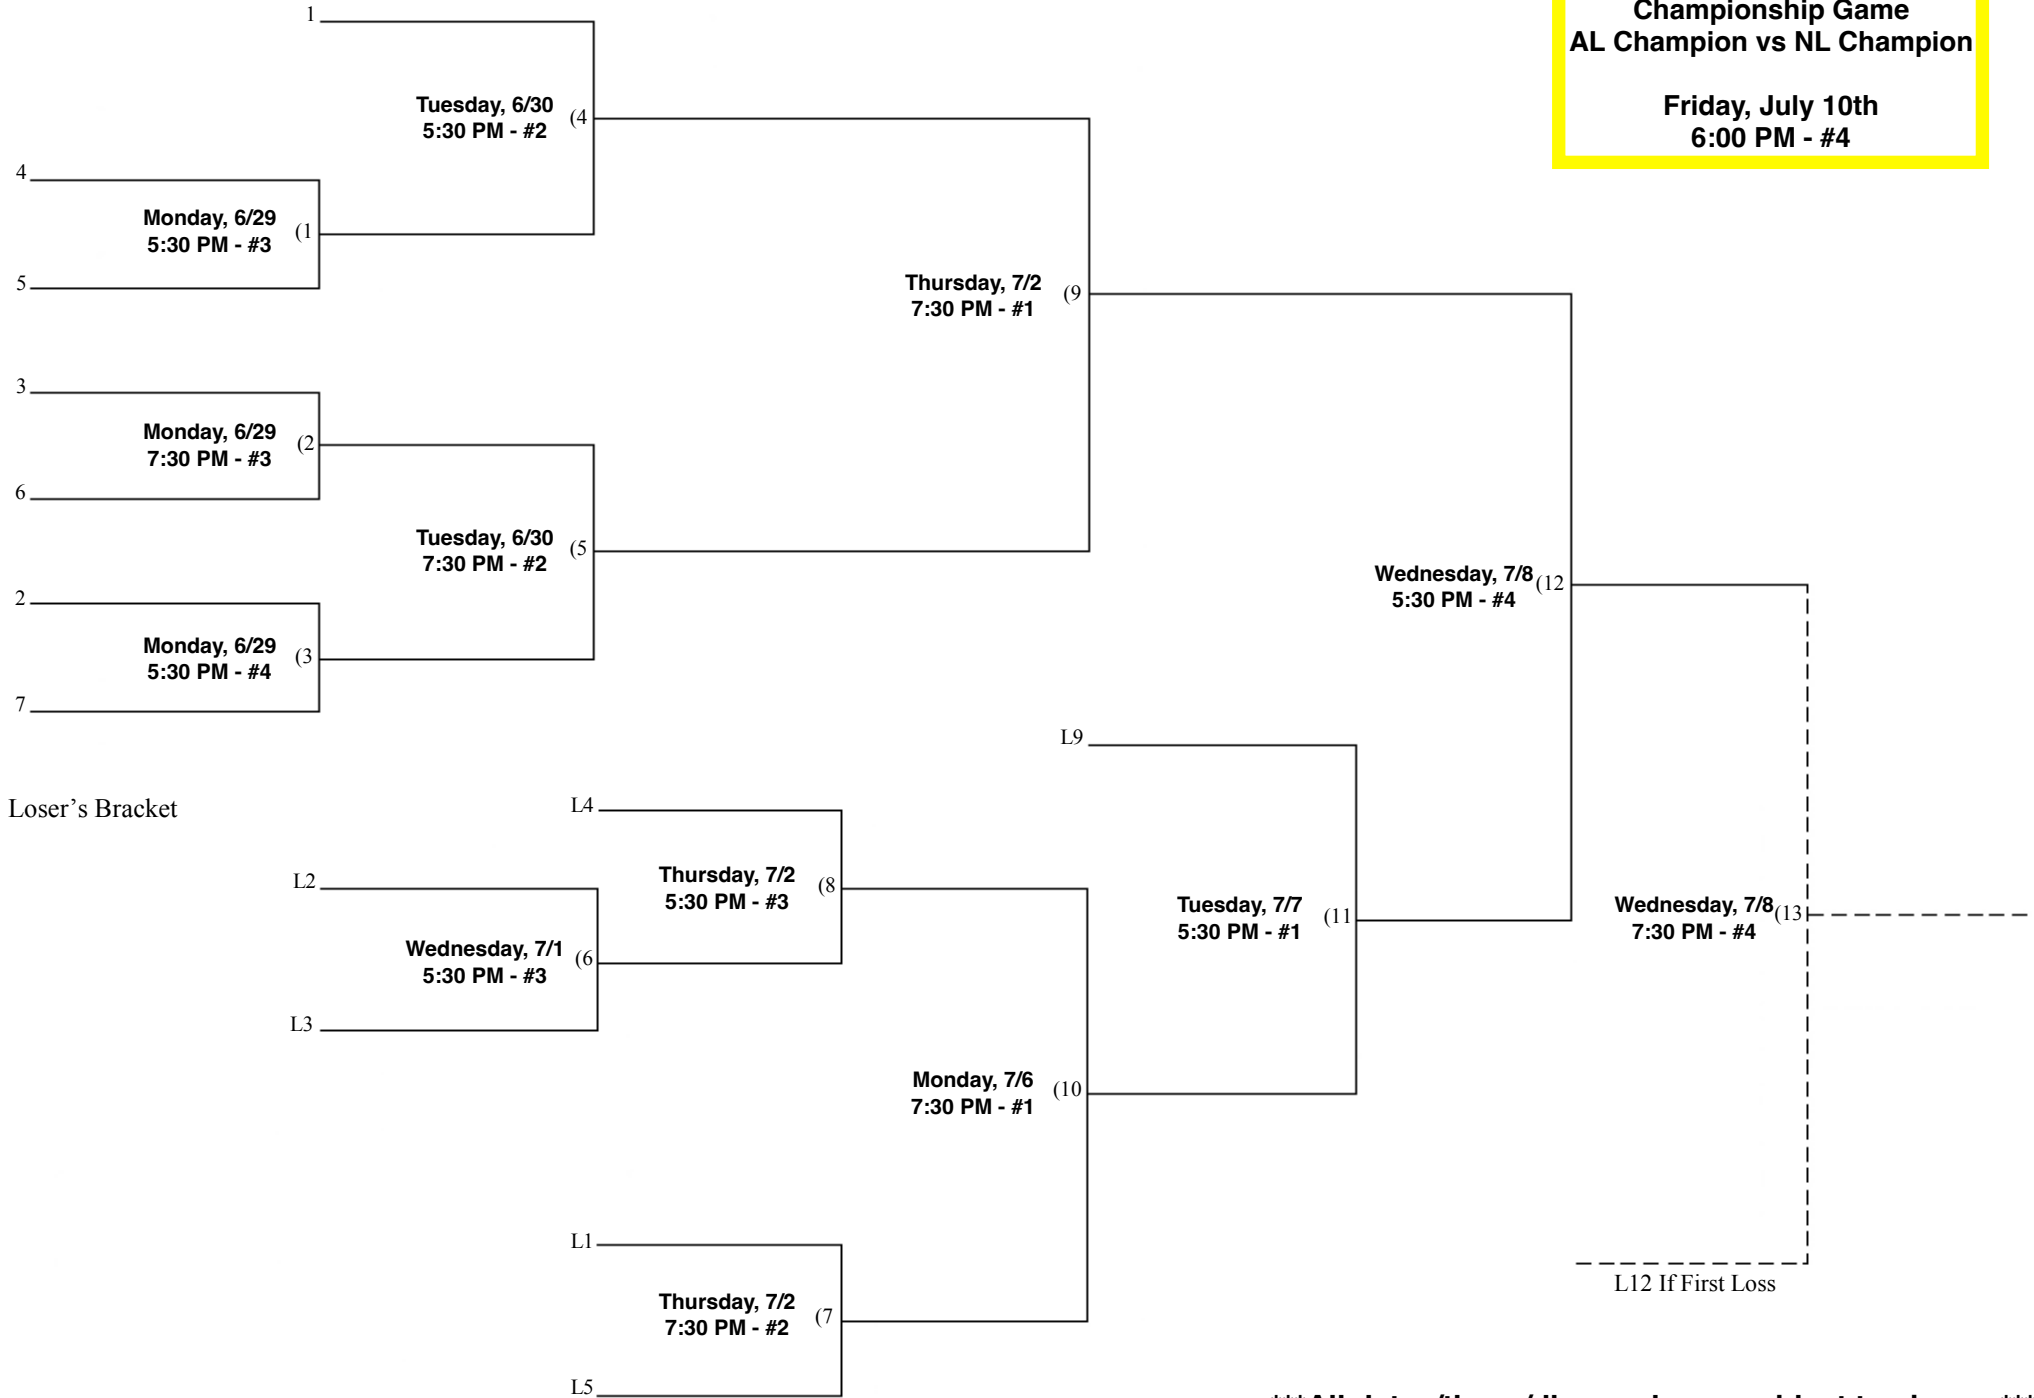 Championship Game
AL Champion vs NL Champion
Friday, July 10th
6:00 PM - #4
1
Tuesday, 6/30
5:30 PM - #2
(4
4
Monday, 6/29
5:30 PM - #3
(1
5
Thursday, 7/2
7:30 PM - #1
(9
3
Monday, 6/29
7:30 PM - #3
(2
6
Tuesday, 6/30
7:30 PM - #2
(5
2
Monday, 6/29
5:30 PM - #4
(3
7
Wednesday, 7/8
5:30 PM - #4
(12
L9
Loser’s Bracket
L4
Thursday, 7/2
5:30 PM - #3
(8
L2
Wednesday, 7/1
5:30 PM - #3
(6
L3
Tuesday, 7/7
5:30 PM - #1
(11
Wednesday, 7/8
7:30 PM - #4
(13
Monday, 7/6
7:30 PM - #1
(10
L1
Thursday, 7/2
7:30 PM - #2
(7
L5
L12 If First Loss